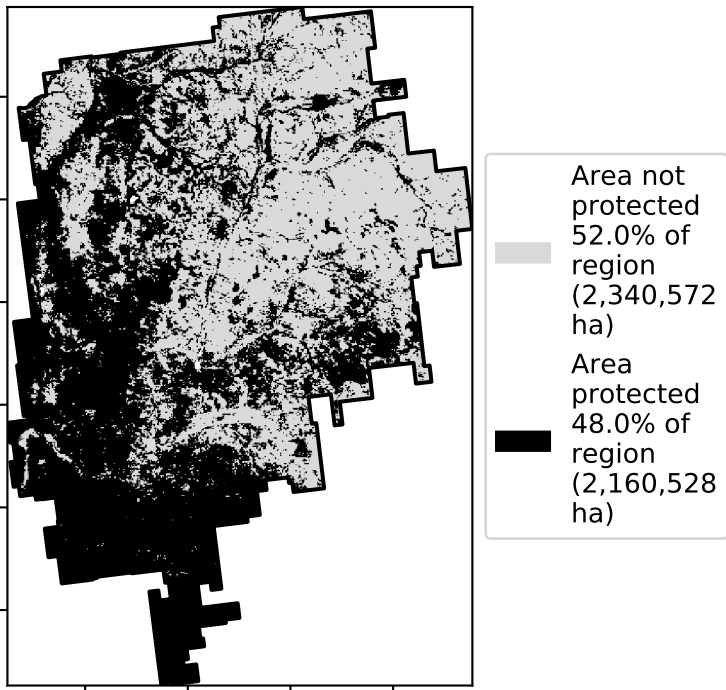 Area not
protected
52.0% of
region
(2,340,572
ha)
Area
protected
48.0% of
region
(2,160,528
ha)